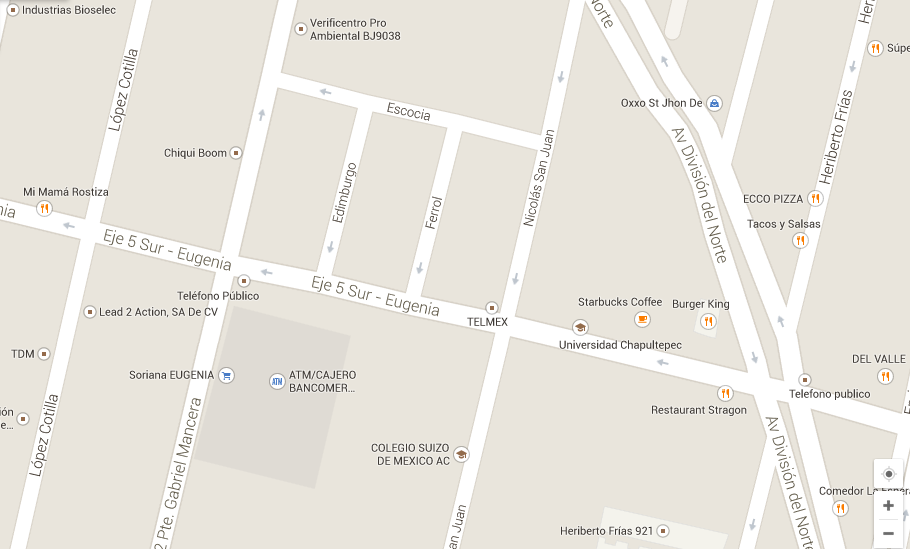 Industrias Bioselec
Verificentro Pro
Ambiental BJ9038
Súpe
López Cotilla
Oxxo St Jhon De
Escocia
Av División del Norte
Heriberto Frías
Chiqui Boom
Nicolás San Juan
Edimburgo
Ferrol
Mi Mamá Rostiza
ECCO PIZZA
Tacos y Salsas
Eje 5 Sur - Eugenia
Eje 5 Sur - Eugenia
Teléfono Público
Lead 2 Action, SA De CV
TELMEX
Starbucks Coffee
Burger King
Universidad Chapultepec
TDM
DEL VALLE
Soriana EUGENIA
ATM/CAJERO
BANCOMER...
Telefono publico
Restaurant Stragon
López Cotilla
2 Pte. Gabriel Mancera
COLEGIO SUIZO
DE MEXICO AC
Av División del Norte
Heriberto Frías 921